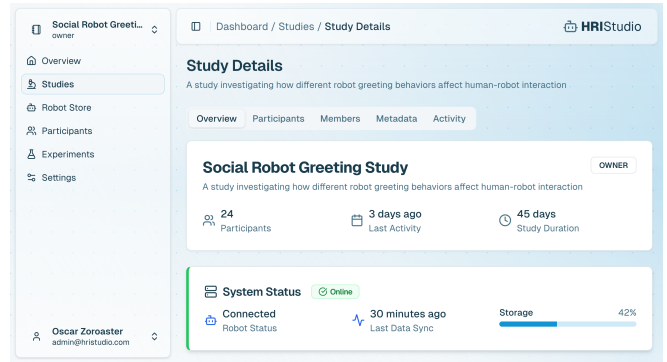 Social Robot Greeti...
owner
Overview
Studies
Robot Store
Participants
Experiments
Settings
Oscar Zoroaster
admin@hristudio.com
Dashboard / Studies / Study Details
HRIStudio
Study Details
A study investigating how different robot greeting behaviors affect human-robot interaction
Overview Participants Members Metadata Activity
Social Robot Greeting Study
OWNER
A study investigating how different robot greeting behaviors affect human-robot interaction
24
Participants
3 days ago
Last Activity
45 days
Study Duration
System Status
Online
Connected
Robot Status
30 minutes ago
Last Data Sync
Storage 42%